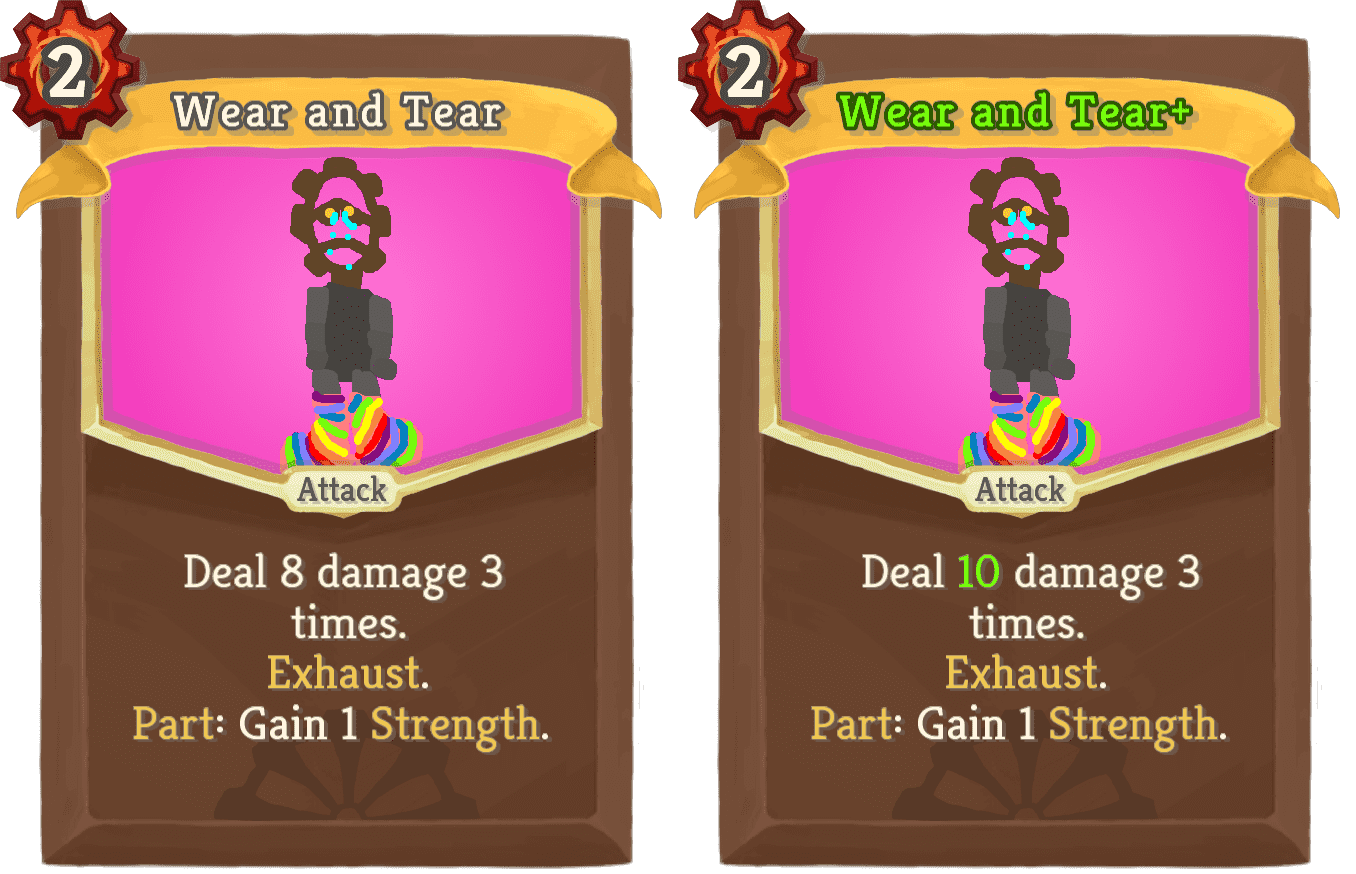 2
Wear and Tear
Attack
Deal 8 damage 3
times.
Exhaust.
Part: Gain 1 Strength.
2
Wear and Tear+
Attack
Deal 10 damage 3
times.
Exhaust.
Part: Gain 1 Strength.